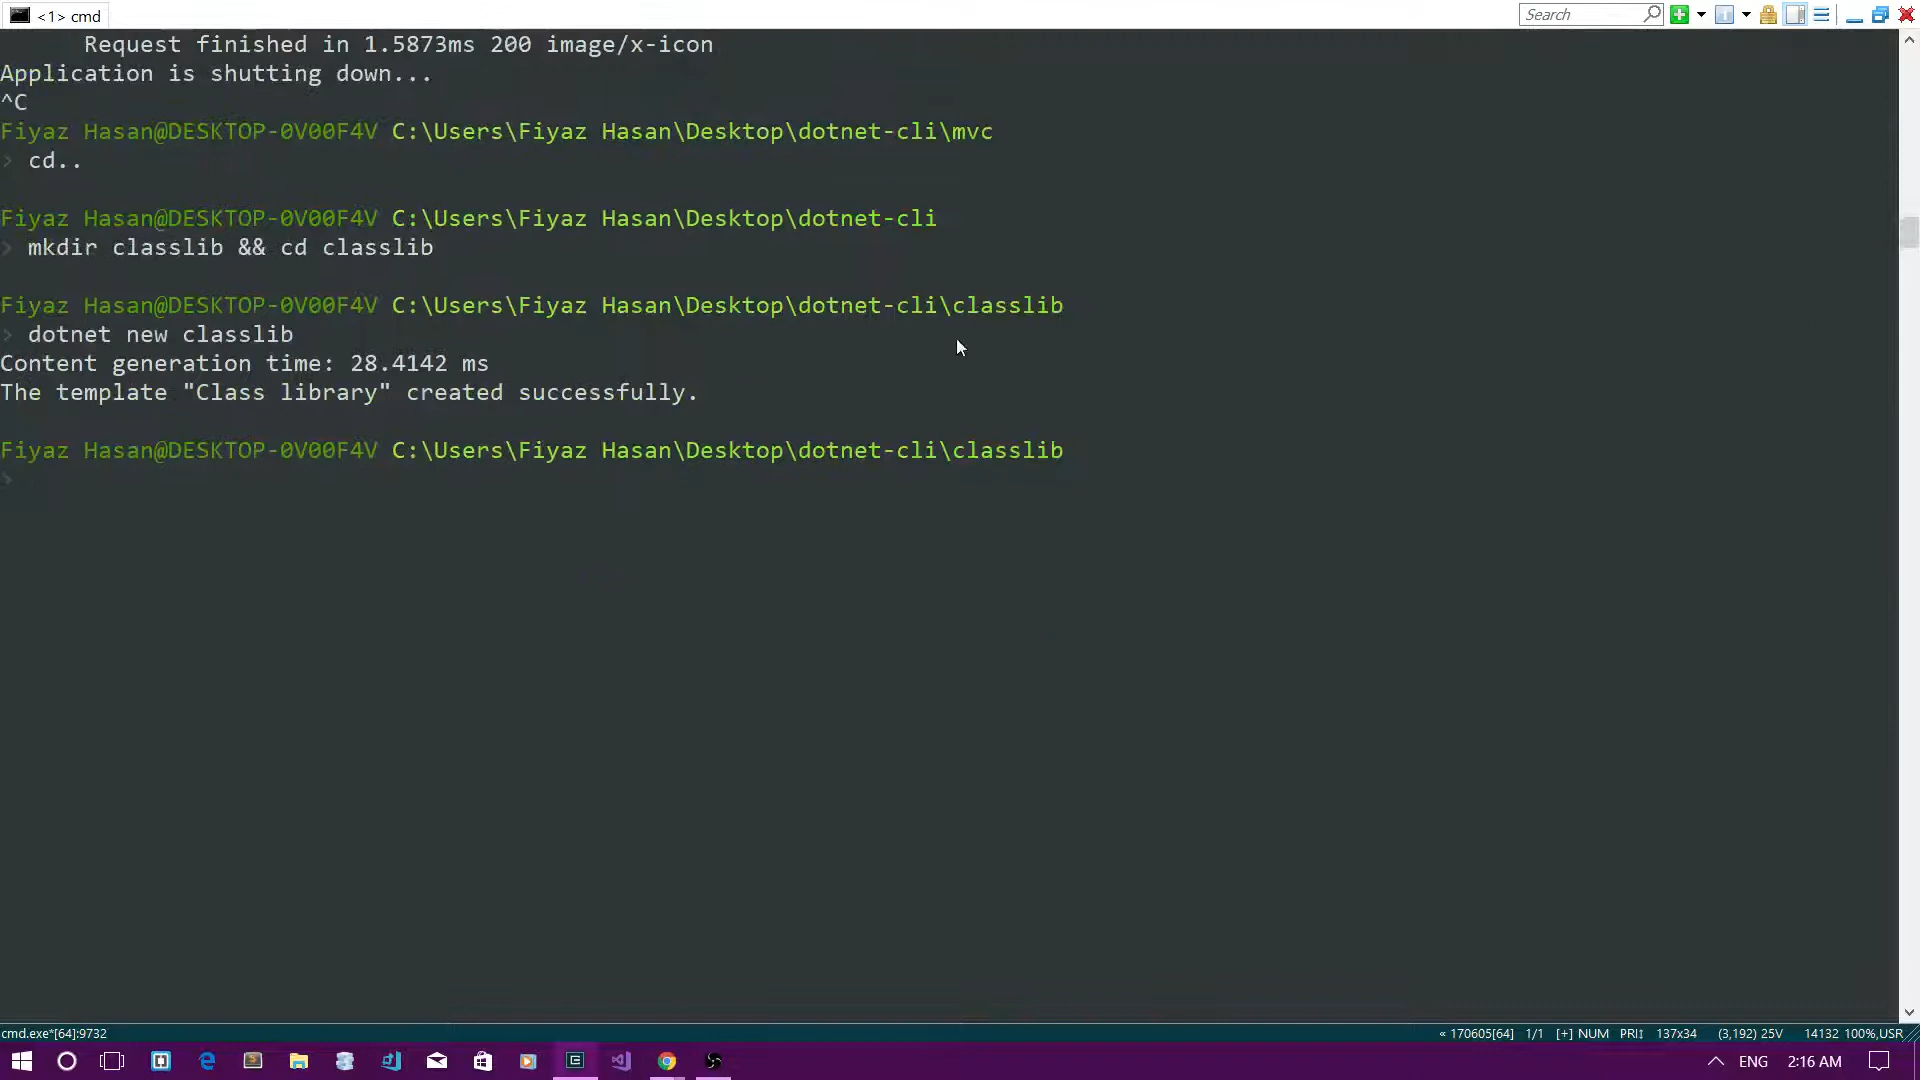 <1> cmd
Search
Request finished in 1.5873ms 200 image/x-icon
Application is shutting down...
^C
Fiyaz Hasan@DESKTOP-0V00F4V C:\Users\Fiyaz Hasan\Desktop\dotnet-cli\mvc
> cd..
Fiyaz Hasan@DESKTOP-0V00F4V C:\Users\Fiyaz Hasan\Desktop\dotnet-cli
> mkdir classlib && cd classlib
Fiyaz Hasan@DESKTOP-0V00F4V C:\Users\Fiyaz Hasan\Desktop\dotnet-cli\classlib
> dotnet new classlib
Content generation time: 28.4142 ms
The template "Class library" created successfully.
Fiyaz Hasan@DESKTOP-0V00F4V C:\Users\Fiyaz Hasan\Desktop\dotnet-cli\classlib
>
cmd.exe*[64]:9732 « 170605[64] 1/1 [+] NUM PRI↕ 137x34 (3,192) 25V 14132 100%,USR
ENG 2:16 AM